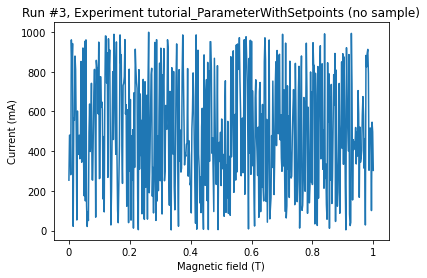 Run #3, Experiment tutorial_ParameterWithSetpoints (no sample)
1000
800
600
400
200
0
Current (mA)
0 0.2 0.4 0.6 0.8 1
Magnetic field (T)